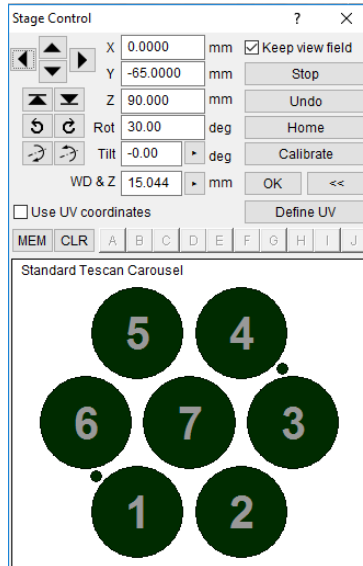 Stage Control ? ×
X 0.0000 mm Keep view field
Y -65.0000 mm Stop
Z 90.000 mm Undo
Rot 30.00 deg Home
Tilt -0.00 deg Calibrate
WD & Z 15.044 mm OK <<
Use UV coordinates Define UV
MEM CLR A B C D E F G H I J
Standard Tescan Carousel
5 4
6 7 3
1 2